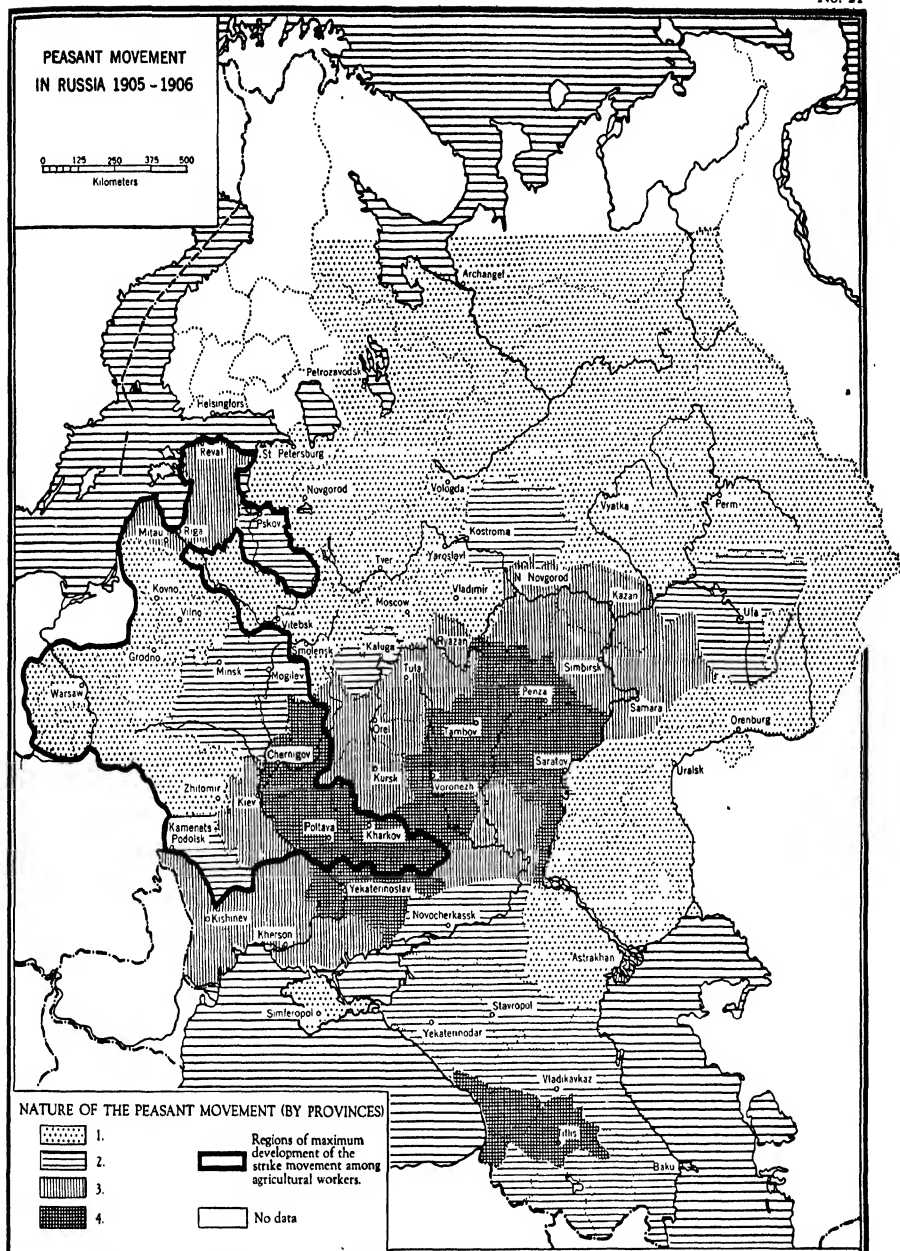 No. 21
PEASANT MOVEMENT
IN RUSSIA 1905 - 1906
0 125 250 375 500
Kilometers
Archangel
Petrozavodsk
Helsingfors
Reval
St Petersburg
Novgorod
Vologda
Vyatka
Perm
Pskov
Kostroma
Mitau
Riga
Tver
Yaroslavl
N Novgorod
Kazan
Kovno
Vilno
Vitebsk
Moscow
Vladimir
Ufa
Grodno
Smolensk
Kaluga
Ryazan
Minsk
Mogilev
Tula
Simbirsk
Warsaw
Penza
Samara
Orel
Tambov
Orenburg
Chernigov
Saratov
Uralsk
Kursk
Voronezh
Zhitomir
Kiev
Kamenets
Podolsk
Poltava
Kharkov
Yekaterinoslav
Novocherkassk
Kishinev
Kherson
Astrakhan
Simferopol
Stavropol
Yekaterinodar
Vladikavkaz
Tiflis
Baku
NATURE OF THE PEASANT MOVEMENT (BY PROVINCES)
1.
2.
3.
4.
Regions of maximum
development of the
strike movement among
agricultural workers.
No data